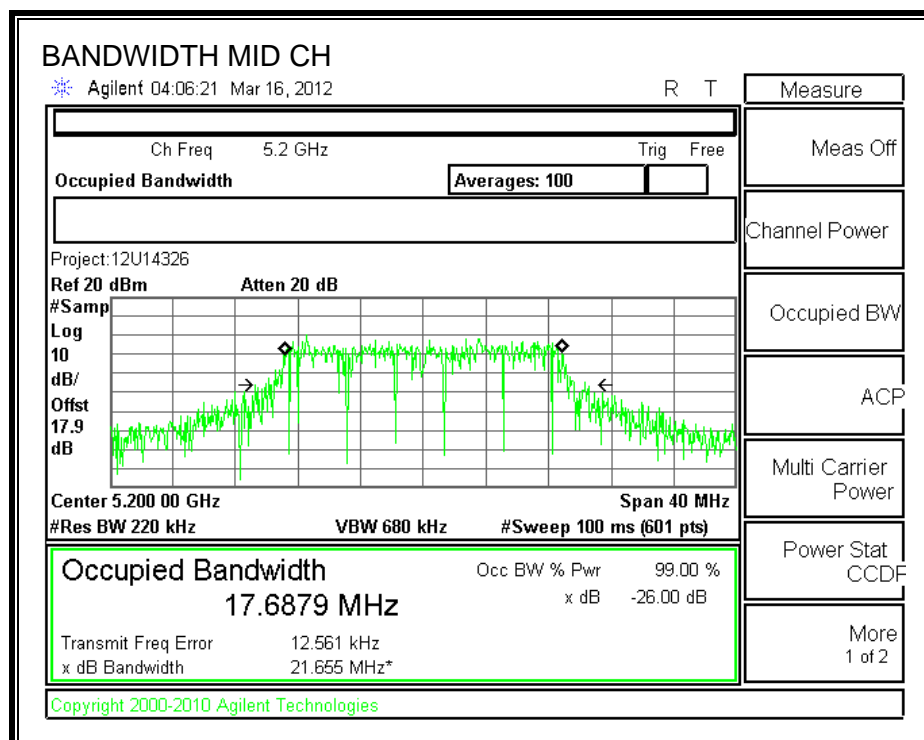 BANDWIDTH MID CH
Agilent 04:06:21 Mar 16, 2012 R T
Measure
Ch Freq 5.2 GHz Trig Free
Meas Off
Occupied Bandwidth Averages: 100
Channel Power
Project:12U14326
Ref 20 dBm Atten 20 dB
#Samp
Log
10
dB/
Offst
17.9
dB
Occupied BW
ACP
Multi Carrier
Power
Center 5.200 00 GHz Span 40 MHz
#Res BW 220 kHz VBW 680 kHz #Sweep 100 ms (601 pts)
Power Stat
CCDF
Occupied Bandwidth Occ BW % Pwr 99.00 %
17.6879 MHz x dB -26.00 dB
Transmit Freq Error 12.561 kHz
x dB Bandwidth 21.655 MHz*
More
1 of 2
Copyright 2000-2010 Agilent Technologies